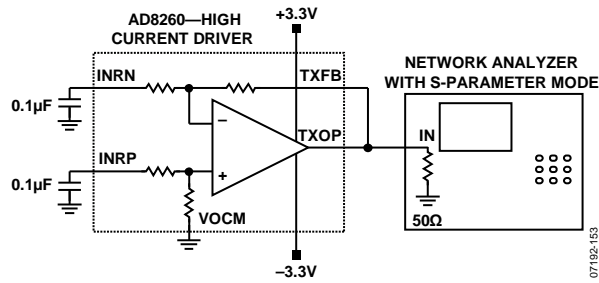 AD8260—HIGH
CURRENT DRIVER
+3.3V
INRN
TXFB
0.1µF
–
TXOP
INRP
+
0.1µF
VOCM
–3.3V
NETWORK ANALYZER
WITH S-PARAMETER MODE
IN
50Ω
07192-153